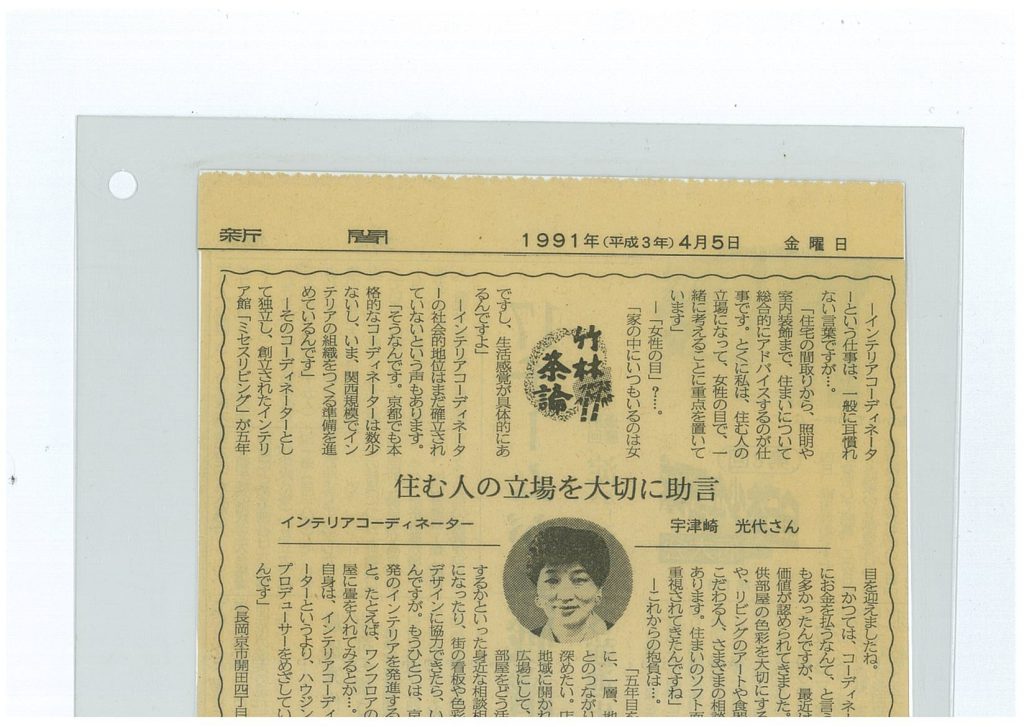 新聞
1991年(平成3年)4月5日
金曜日
―インテリアコーディネータ
ーという仕事は、一般に耳慣れ
ない言葉ですが…。
「住宅の間取りから、照明や
室内装飾まで、住まいについて
総合的にアドバイスするのが仕
事です。とくに私は、住む人の
立場になって、女性の目で、一
緒に考えることに重点を置いて
います」
―「女性の目」？…。
「家の中にいつもいるのは女
竹林
茶論
ですし、生活感覚が具体的にあ
るんですよ」
―インテリアコーディネータ
ーの社会的地位はまだ確立され
ていないという声もあります。
「そうなんです。京都でも本
格的なコーディネーターは数少
ないし、いま、関西規模でイン
テリアの組織をつくる準備を進
めているんです」
―そのコーディネーターとし
て独立し、創立されたインテリ
ア館「ミセスリビング」が五年
住む人の立場を大切に助言
インテリアコーディネーター
宇津崎 光代さん
目を迎えましたね。
「かつては、コーディネ
にお金を払うなんて、と言う
も多かったんですが、最近は
価値が認められてきました。
供部屋の色彩を大切にする
や、リビングのアートや食器
こだわる人、さまざまの相談
あります。住まいのソフト面
重視されてきたんですね」
―これからの抱負は…。
「五年目を
に、一層、地
とのつながり
深めたい。店
地域に開かれ
広場にして、
部屋をどう活
するかといった身近な相談相
になったり、街の看板や色彩
デザインに協力できたら、い
んですが。もうひとつは、京
発のインテリアを発進する
と。たとえば、ワンフロアの
屋に畳を入れてみるとか…。
自身は、インテリアコーディ
ーターというより、ハウジン
プロデューサーをめざしてい
んです」
(長岡京市開田四丁目